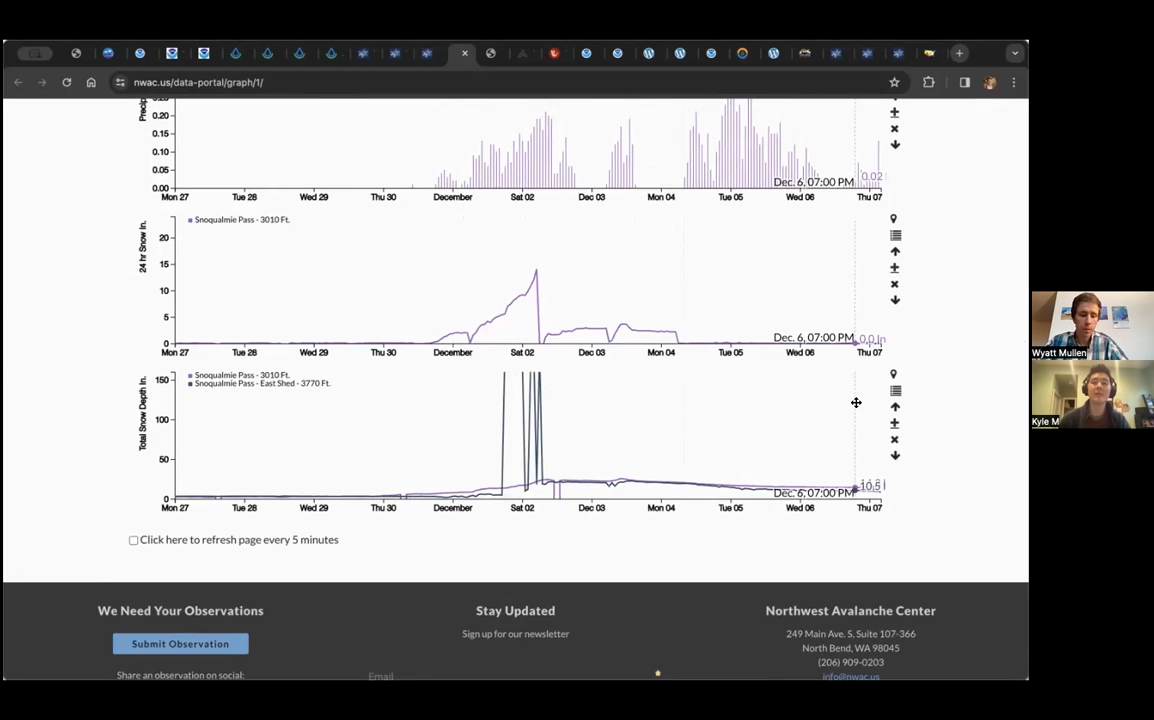 nwac.us/data-portal/graph/1/
0.20
0.15
0.10
0.05
0.00
Dec. 6, 07:00 PM 0.02
Mon 27 Tue 28 Wed 29 Thu 30 December Sat 02 Dec 03 Mon 04 Tue 05 Wed 06 Thu 07
24 hr Snow In.
Snoqualmie Pass - 3010 Ft.
20
15
10
5
0
Dec. 6, 07:00 PM 0.0 In
Mon 27 Tue 28 Wed 29 Thu 30 December Sat 02 Dec 03 Mon 04 Tue 05 Wed 06 Thu 07
Total Snow Depth In.
Snoqualmie Pass - 3010 Ft.
Snoqualmie Pass - East Shed - 3770 Ft.
150
100
50
0
Dec. 6, 07:00 PM
Mon 27 Tue 28 Wed 29 Thu 30 December Sat 02 Dec 03 Mon 04 Tue 05 Wed 06 Thu 07
Click here to refresh page every 5 minutes
We Need Your Observations
Submit Observation
Share an observation on social:
Stay Updated
Sign up for our newsletter
Email
Northwest Avalanche Center
249 Main Ave. S, Suite 107-366
North Bend, WA 98045
(206) 909-0203
info@nwac.us
Wyatt Mullen
Kyle M